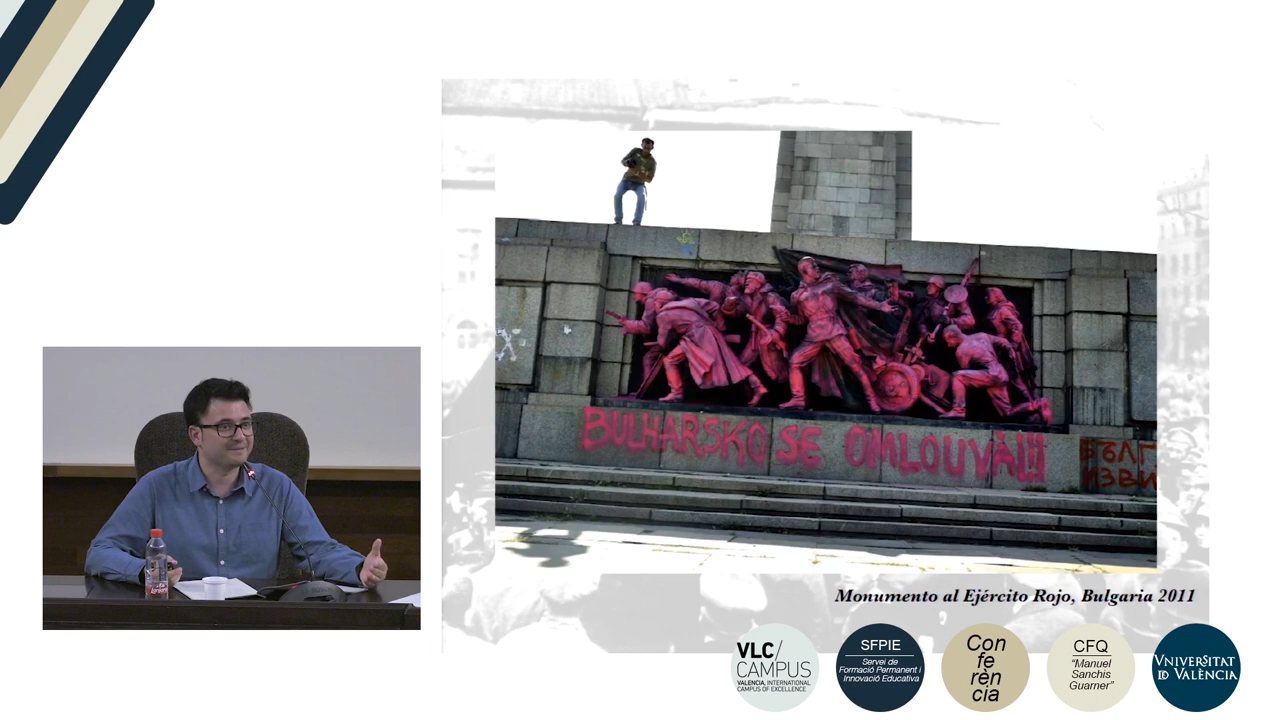 BULHARSKO SE OMLOUVÀ!!!
БЪЛГ
ИЗВИ
Monumento al Ejército Rojo, Bulgaria 2011
VLC/
CAMPUS
VALENCIA, INTERNATIONAL
CAMPUS OF EXCELLENCE
SFPIE
Servei de
Formació Permanent i
Innovació Educativa
Con
fe
rèn
cia
CFQ
“Manuel
Sanchis
Guarner”
VNIVERSITAT
ID VALÈNCIA